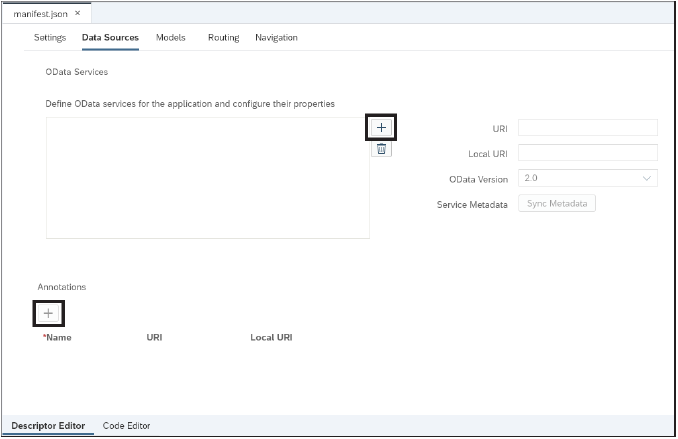 manifest.json ×
Settings Data Sources Models Routing Navigation
OData Services
Define OData services for the application and configure their properties
+
URI
Local URI
OData Version 2.0
Service Metadata Sync Metadata
Annotations
+
*Name URI Local URI
Descriptor Editor Code Editor